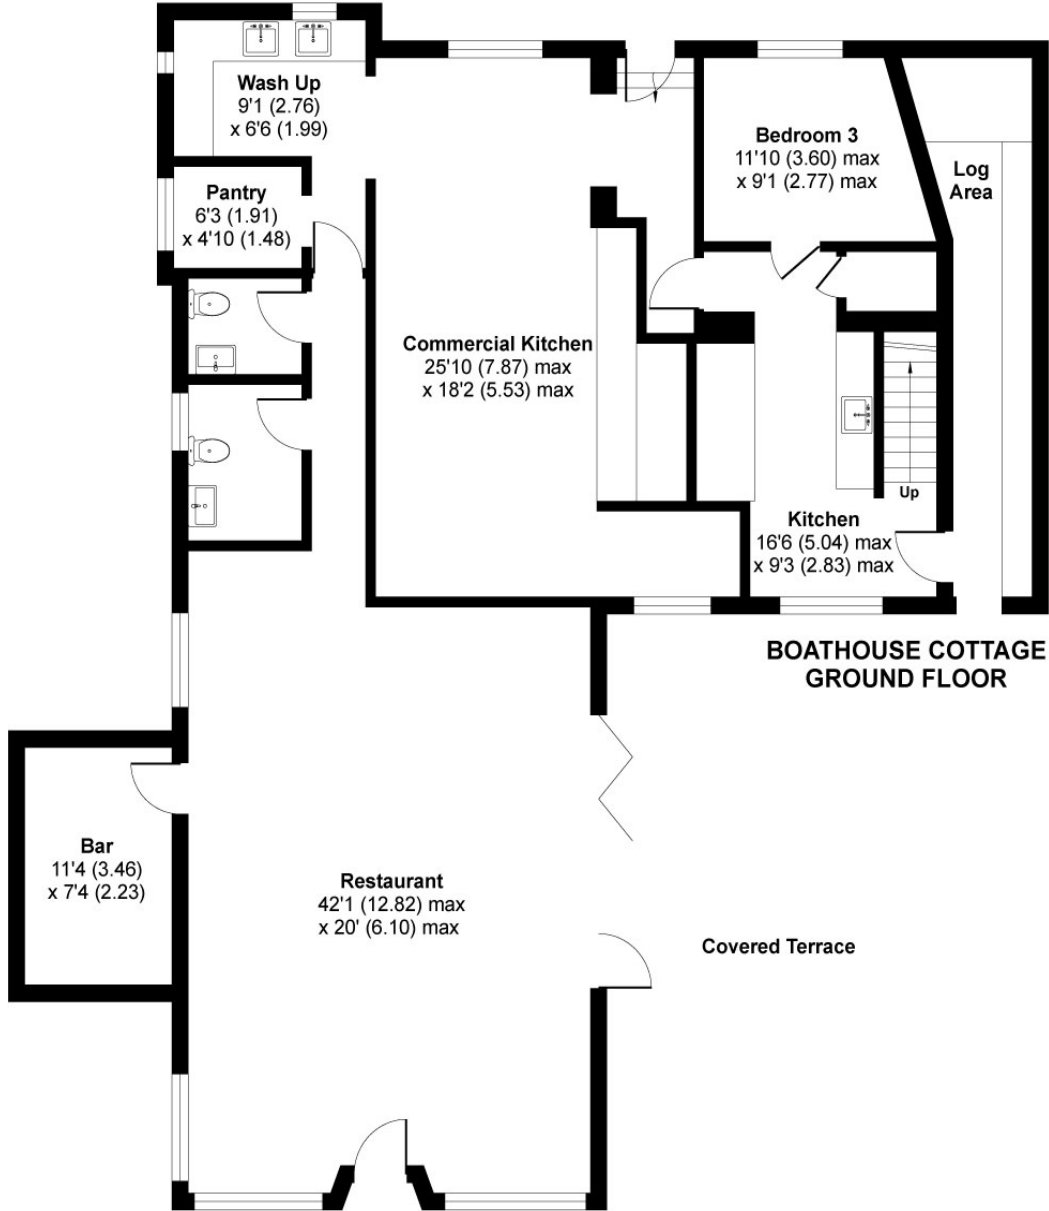 Wash Up
9'1 (2.76)
x 6'6 (1.99)
Pantry
6'3 (1.91)
x 4'10 (1.48)
Bedroom 3
11'10 (3.60) max
x 9'1 (2.77) max
Log
Area
Commercial Kitchen
25'10 (7.87) max
x 18'2 (5.53) max
Up
Kitchen
16'6 (5.04) max
x 9'3 (2.83) max
BOATHOUSE COTTAGE
GROUND FLOOR
Bar
11'4 (3.46)
x 7'4 (2.23)
Restaurant
42'1 (12.82) max
x 20' (6.10) max
Covered Terrace